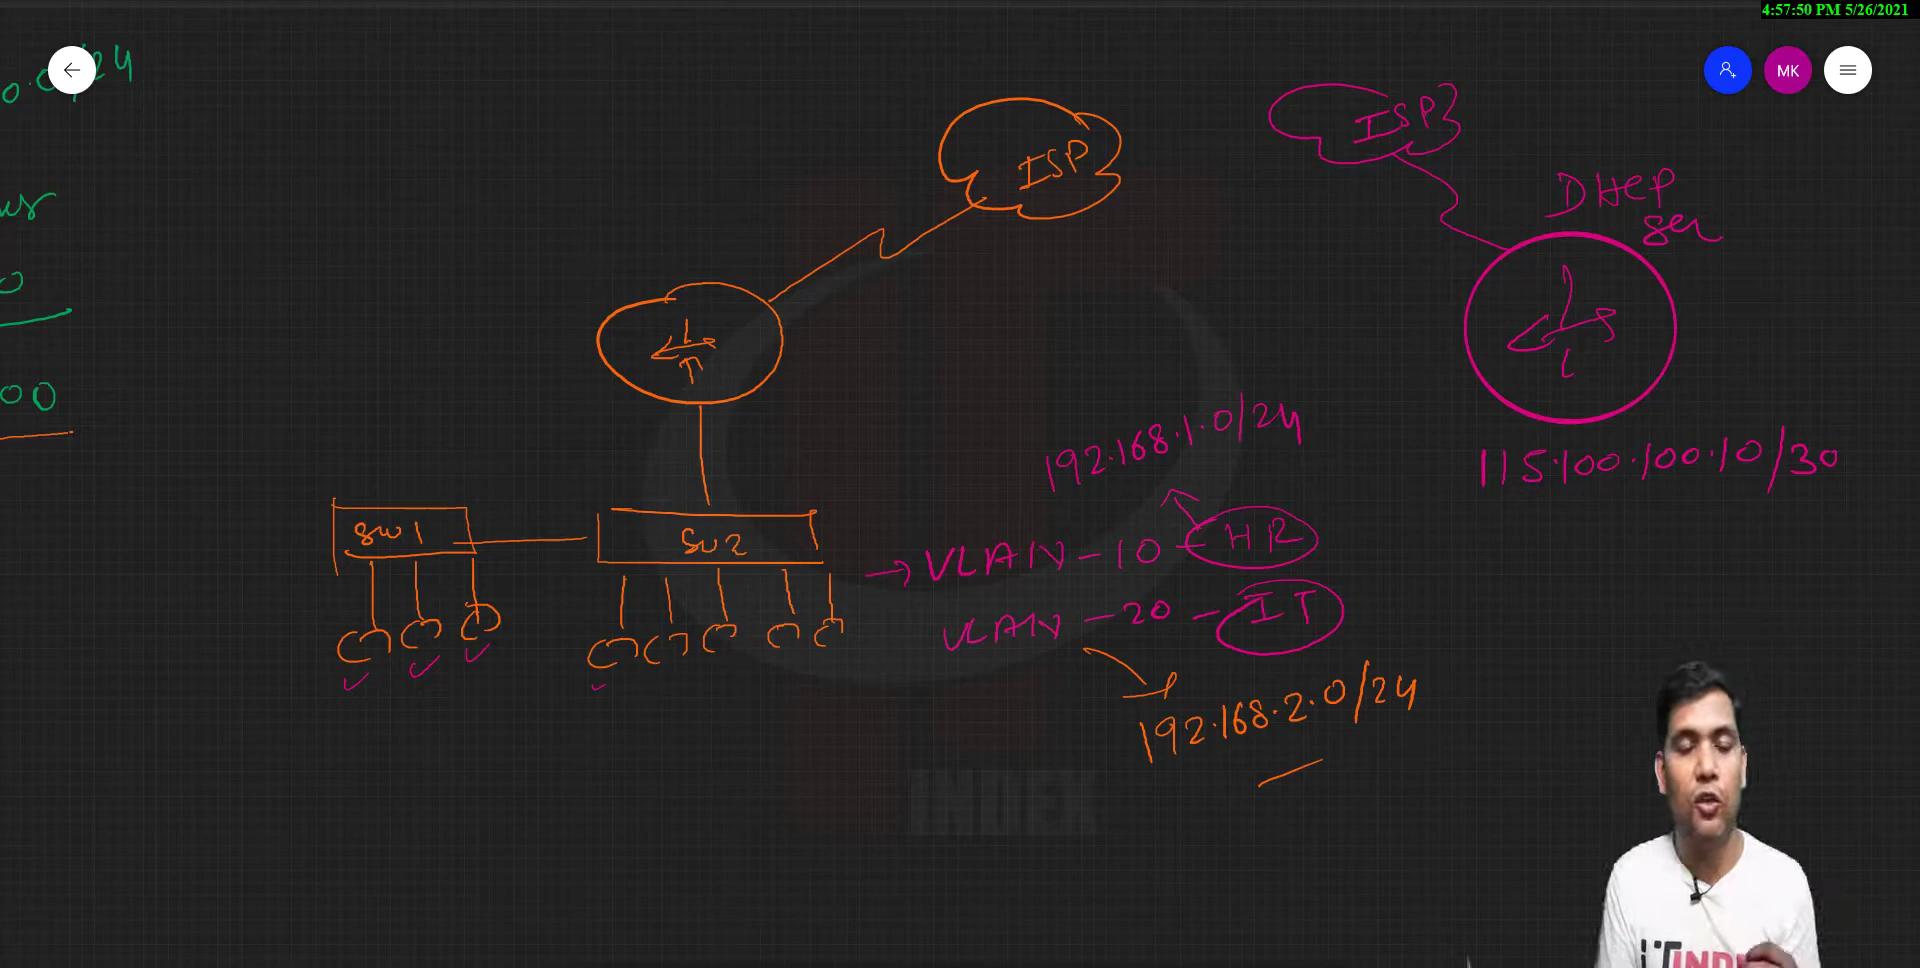 4:57:50 PM 5/26/2021
MK
ISP
ISP
DHCP
Ser
192.168.1.0/24
115.100.100.10/30
SW1
SW2
VLAN-10 - HR
VLAN - 20 - IT
192.168.2.0/24